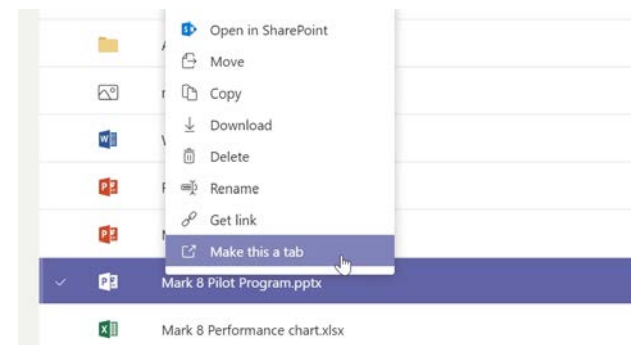 Open in SharePoint
Move
Copy
Download
Delete
Rename
Get link
Make this a tab
Mark 8 Pilot Program.pptx
Mark 8 Performance chart.xlsx